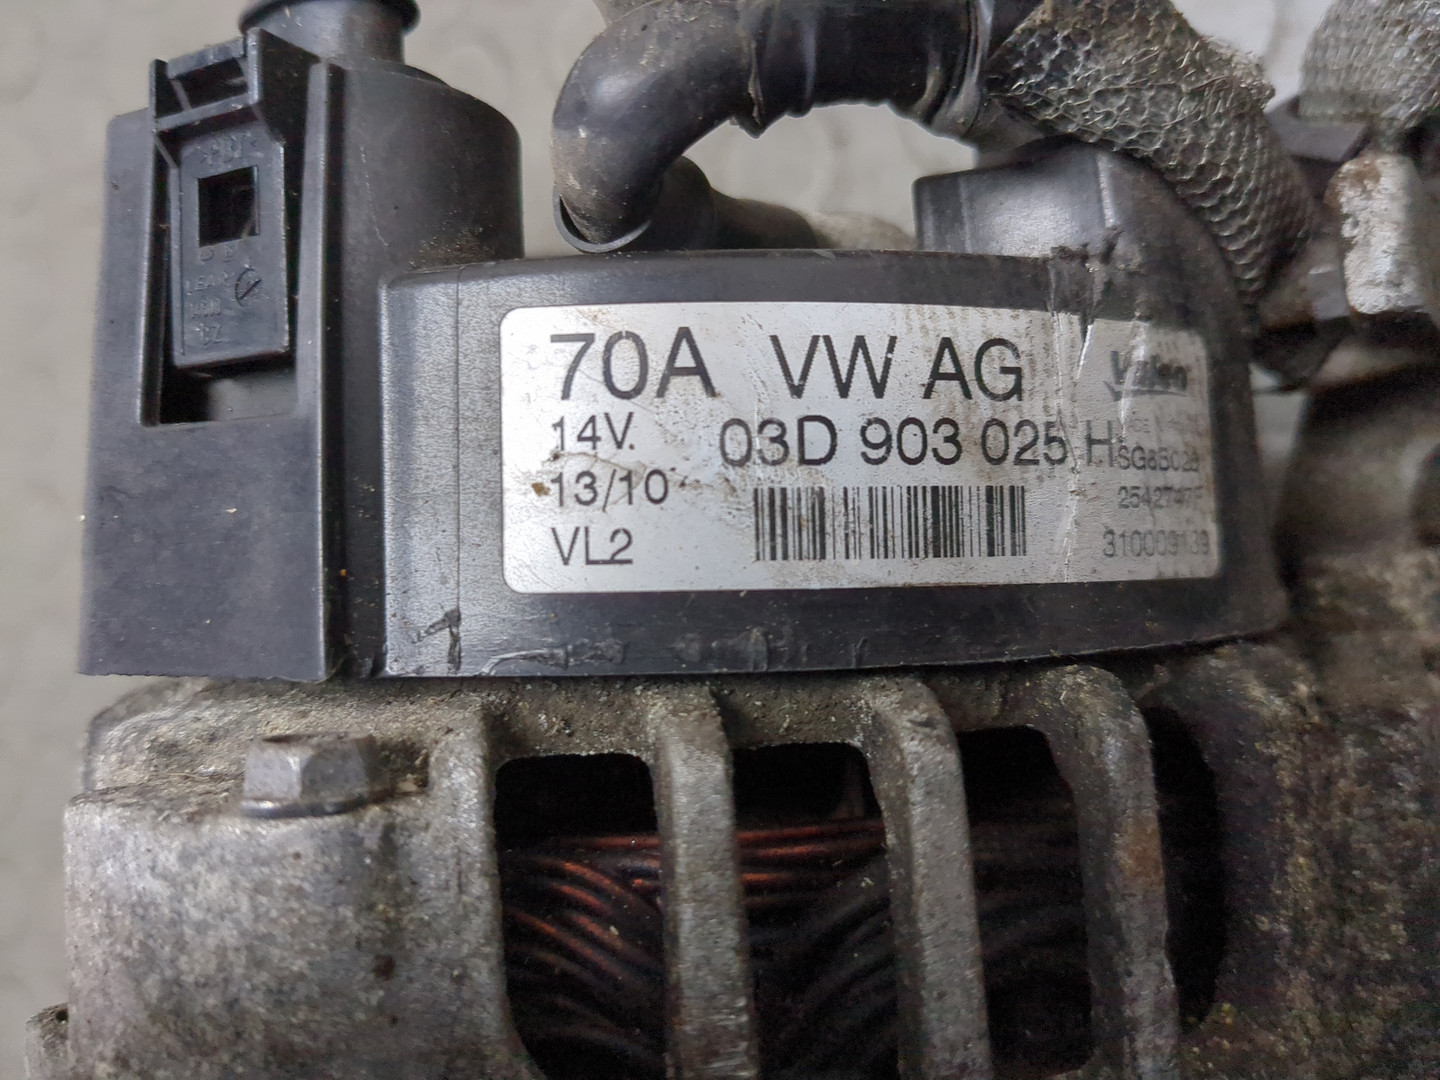 70A VW AG Valeo
14V. 03D 903 025 H
13/10
VL2